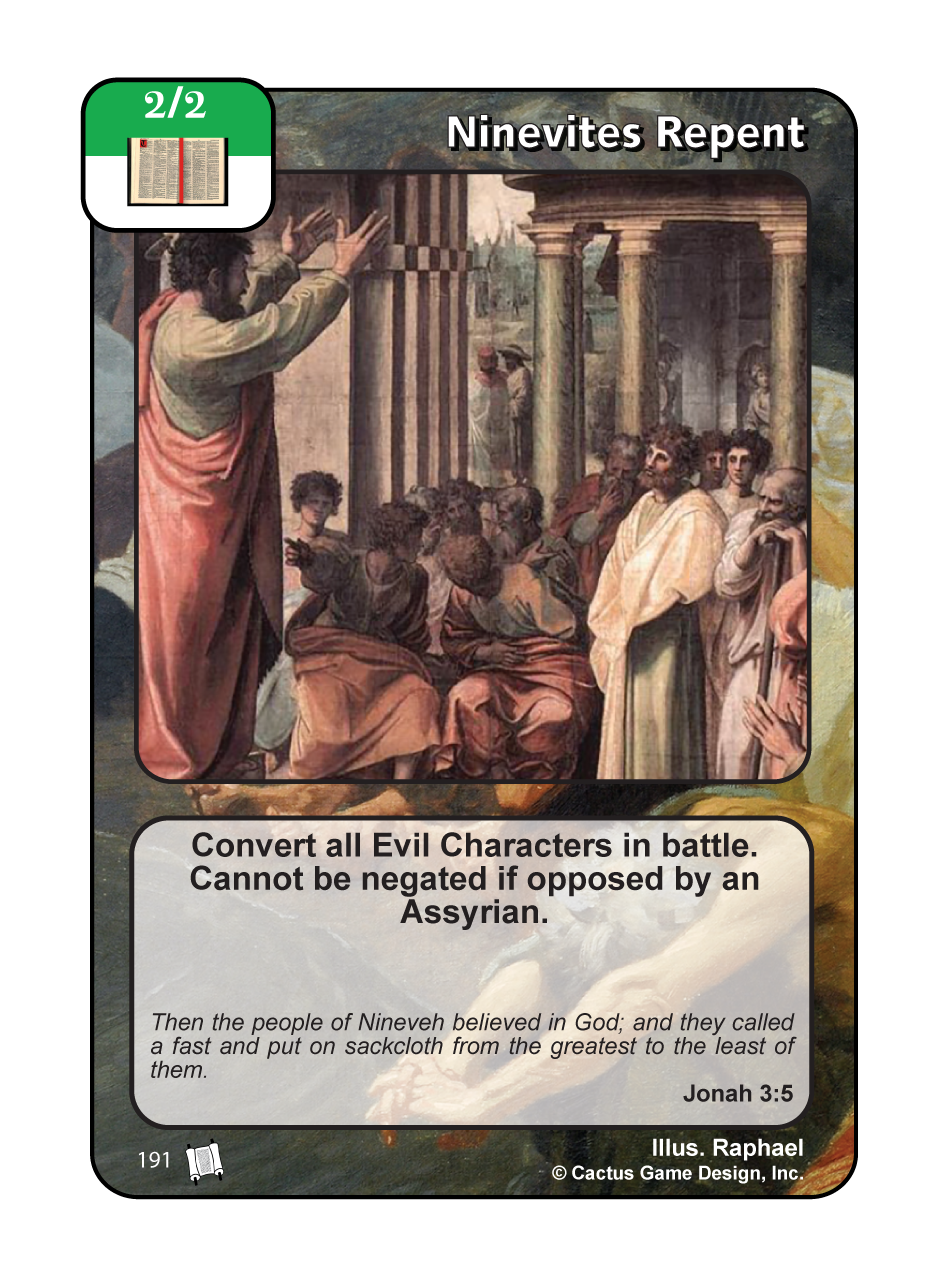 2/2
Ninevites Repent
Convert all Evil Characters in battle.
Cannot be negated if opposed by an
Assyrian.
Then the people of Nineveh believed in God; and they called
a fast and put on sackcloth from the greatest to the least of
them.
Jonah 3:5
191
Illus. Raphael
© Cactus Game Design, Inc.